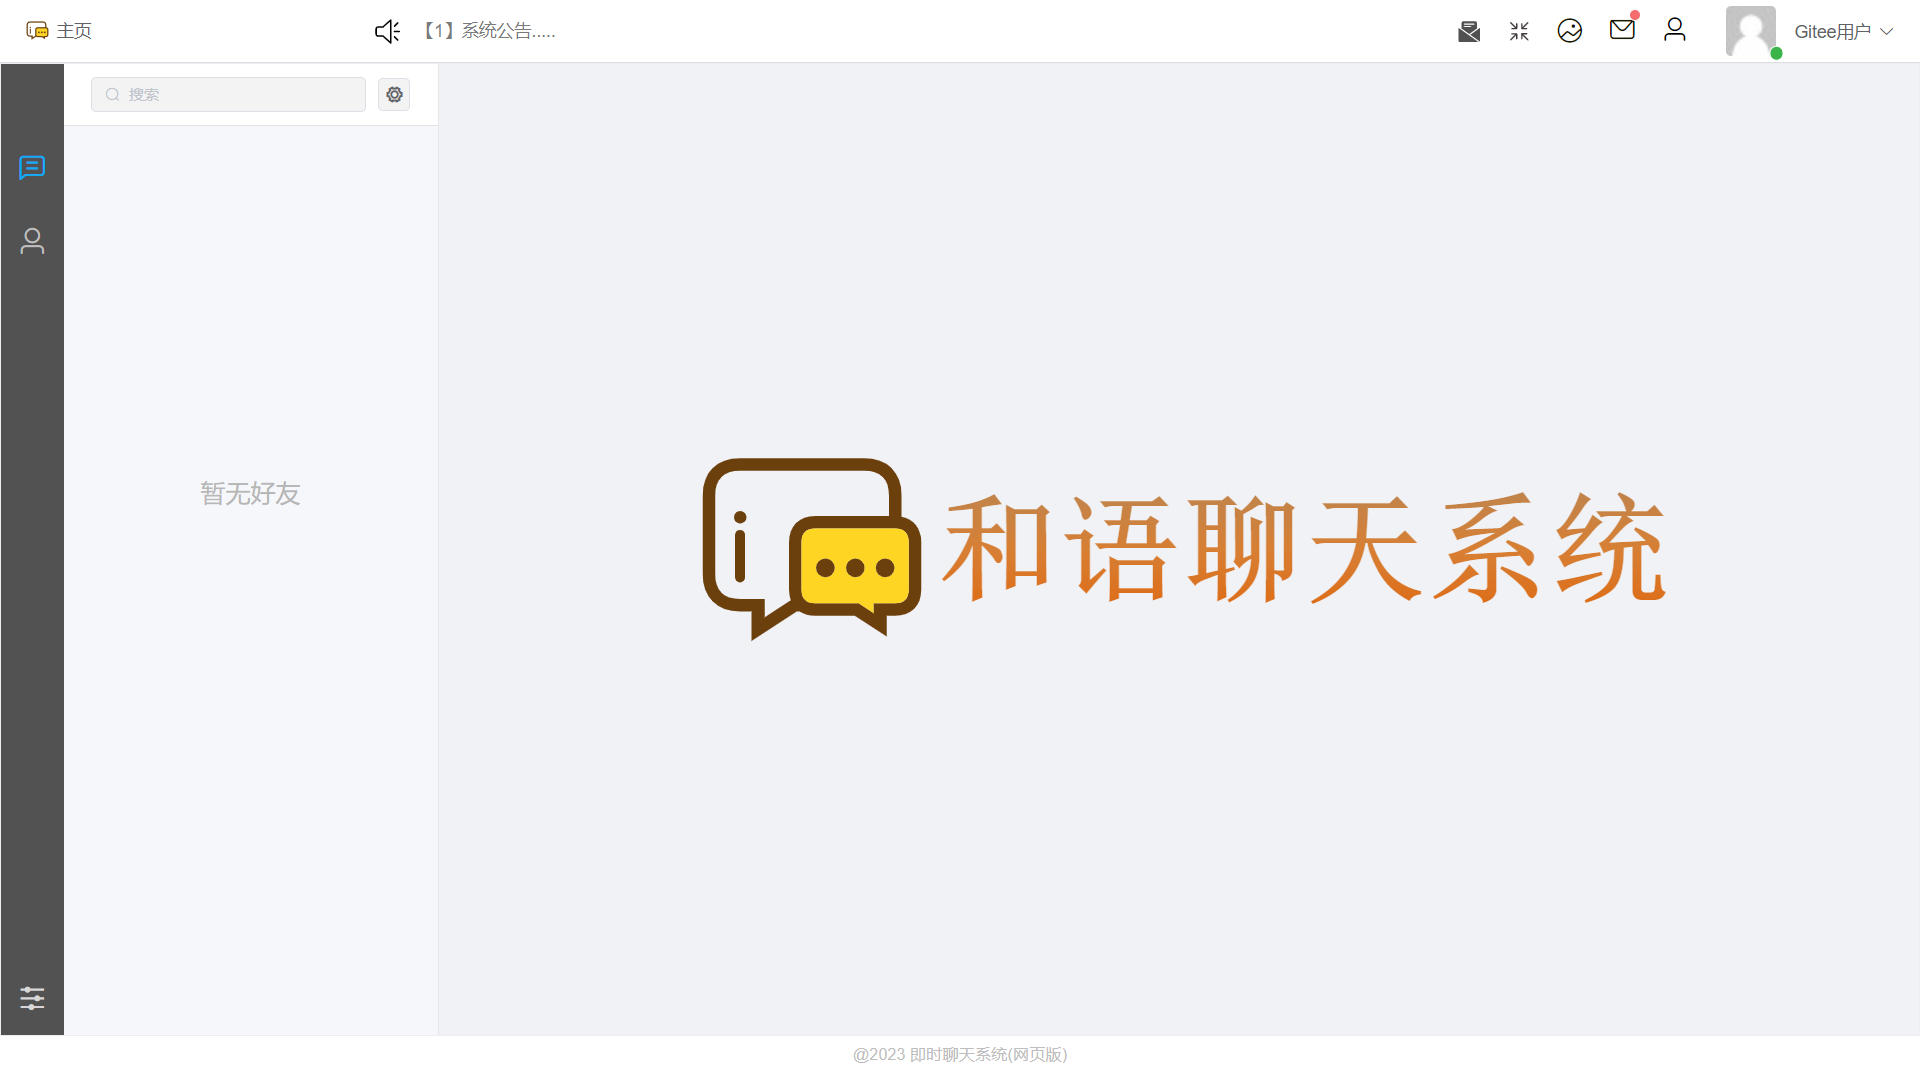 主页
【1】系统公告.....
Gitee用户
搜索
暂无好友
和语聊天系统
@2023 即时聊天系统(网页版)